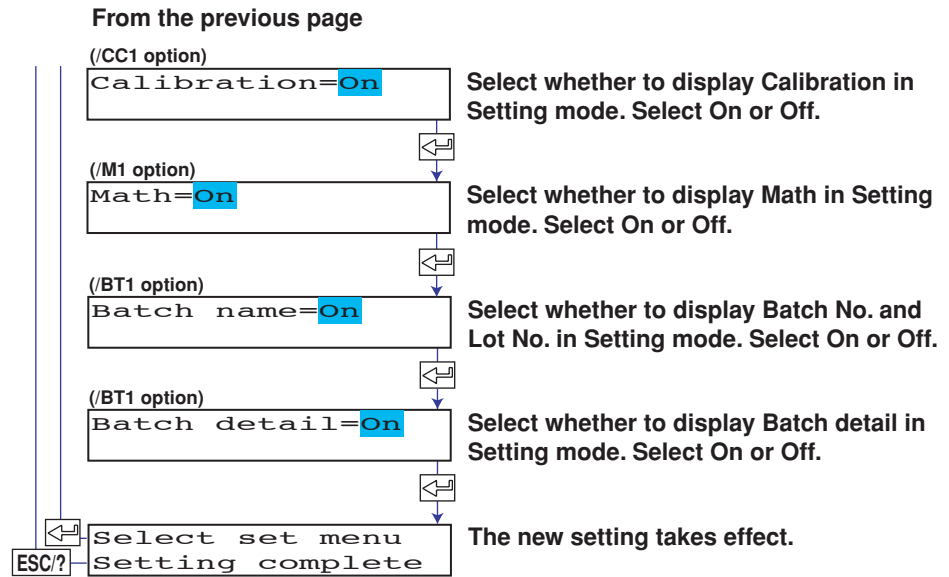 From the previous page
(/CC1 option)
Calibration=On
Select whether to display Calibration in
Setting mode. Select On or Off.
(/M1 option)
Math=On
Select whether to display Math in Setting
mode. Select On or Off.
(/BT1 option)
Batch name=On
Select whether to display Batch No. and
Lot No. in Setting mode. Select On or Off.
(/BT1 option)
Batch detail=On
Select whether to display Batch detail in
Setting mode. Select On or Off.
Select set menu
The new setting takes effect.
ESC/?
Setting complete